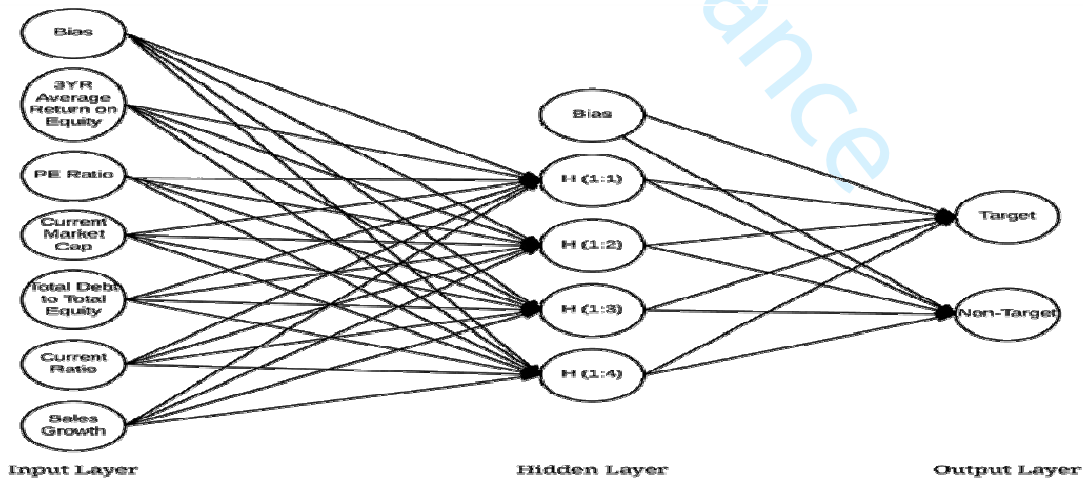 Bias
3YR
Average
Return on
Equity
PE Ratio
Current
Market
Cap
Total Debt
to Total
Equity
Current
Ratio
Sales
Growth
Input Layer
Bias
H (1:1)
H (1:2)
H (1:3)
H (1:4)
Hidden Layer
Target
Non-Target
Output Layer
ance